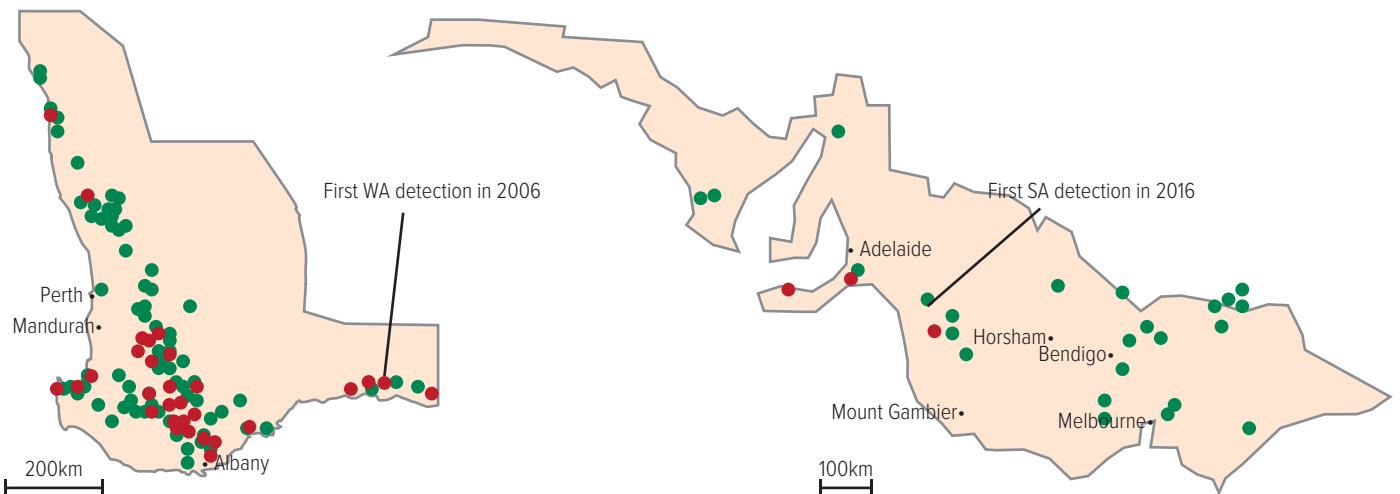 First WA detection in 2006
First SA detection in 2016
Adelaide
Perth
Mandurah
Horsham
Bendigo
Mount Gambier
Melbourne
Albany
200km
100km